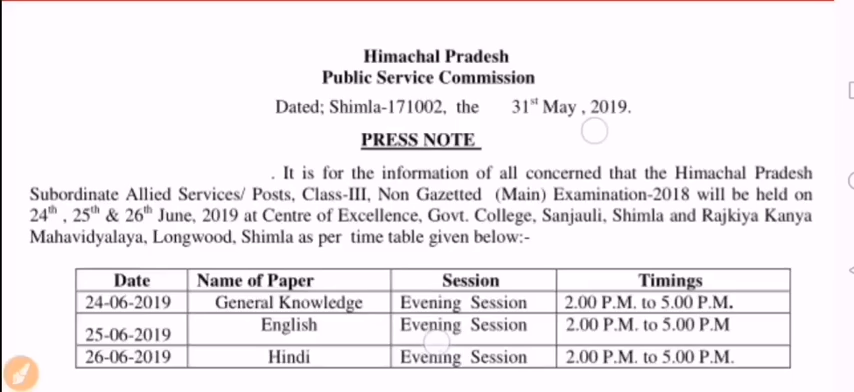 Himachal Pradesh
Public Service Commission
Dated; Shimla-171002, the 31st May , 2019.
PRESS NOTE
. It is for the information of all concerned that the Himachal Pradesh
Subordinate Allied Services/ Posts, Class-III, Non Gazetted (Main) Examination-2018 will be held on
24th , 25th & 26th June, 2019 at Centre of Excellence, Govt. College, Sanjauli, Shimla and Rajkiya Kanya
Mahavidyalaya, Longwood, Shimla as per time table given below:-
Date Name of Paper Session Timings
24-06-2019 General Knowledge Evening Session 2.00 P.M. to 5.00 P.M.
25-06-2019 English Evening Session 2.00 P.M. to 5.00 P.M
26-06-2019 Hindi Evening Session 2.00 P.M. to 5.00 P.M.